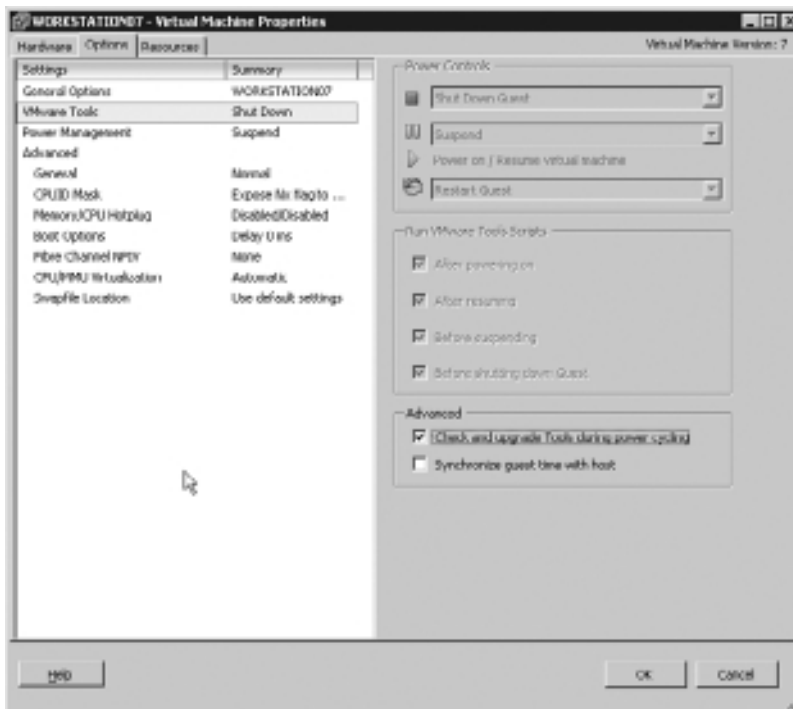 WORKSTATION07 - Virtual Machine Properties
Hardware Options Resources Virtual Machine Version: 7
Settings Summary
General Options WORKSTATION07
VMware Tools Shut Down
Power Management Suspend
Advanced
General Normal
CPUID Mask Expose Nx flag to ...
Memory/CPU Hotplug Disabled/Disabled
Boot Options Delay 0 ms
Fibre Channel NPIV None
CPU/MMU Virtualization Automatic
Swapfile Location Use default settings
Power Controls
Shut Down Guest
Suspend
Power on / Resume virtual machine
Restart Guest
Run VMware Tools Scripts
After powering on
After resuming
Before suspending
Before shutting down Guest
Advanced
Check and upgrade Tools during power cycling
Synchronize guest time with host
Help OK Cancel